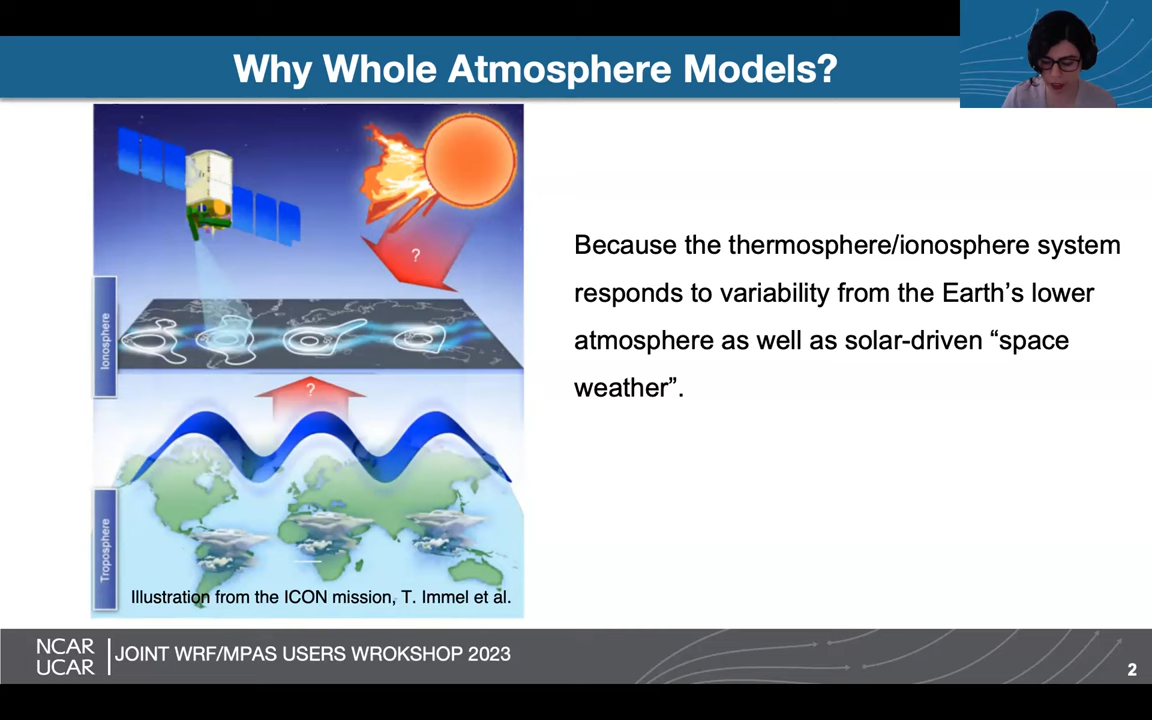 Why Whole Atmosphere Models?
?
Ionosphere
?
Troposphere
Illustration from the ICON mission, T. Immel et al.
Because the thermosphere/ionosphere system
responds to variability from the Earth’s lower
atmosphere as well as solar-driven “space
weather”.
NCAR
UCAR
JOINT WRF/MPAS USERS WROKSHOP 2023
2